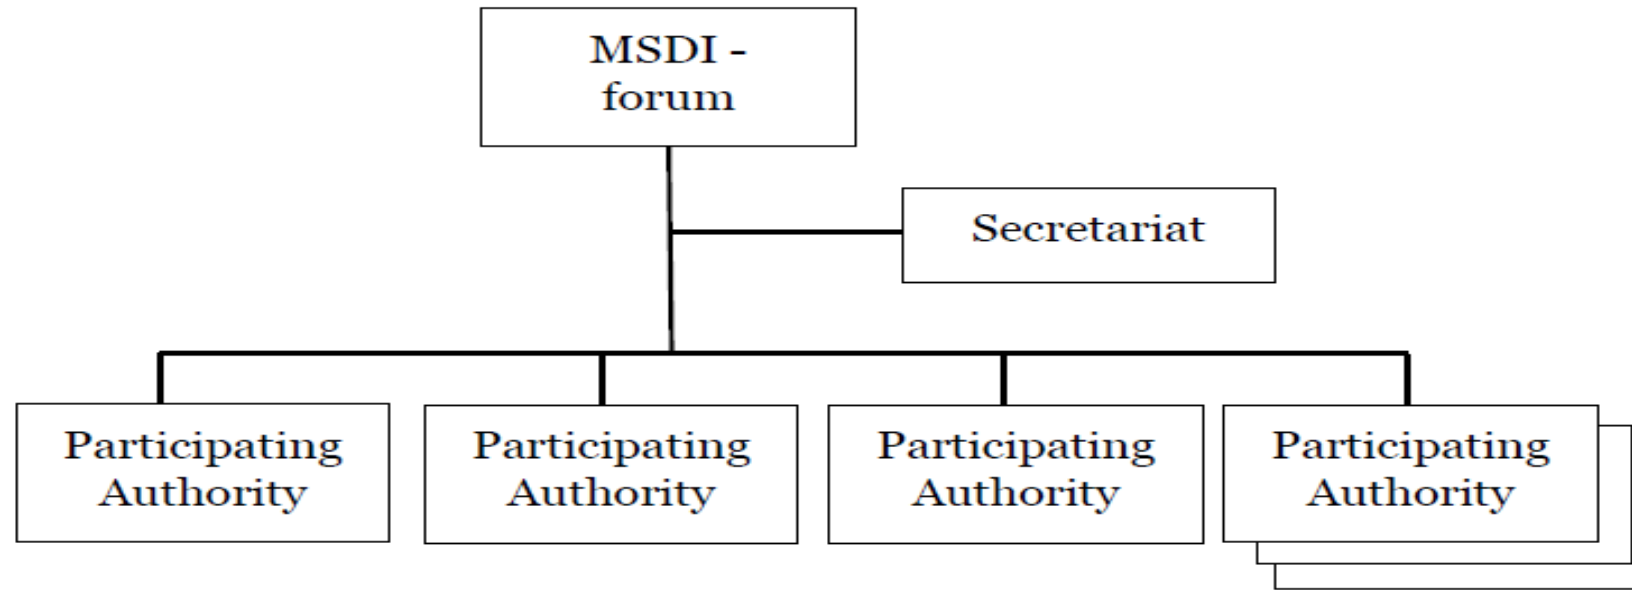 MSDI -
forum
Secretariat
Participating
Authority
Participating
Authority
Participating
Authority
Participating
Authority